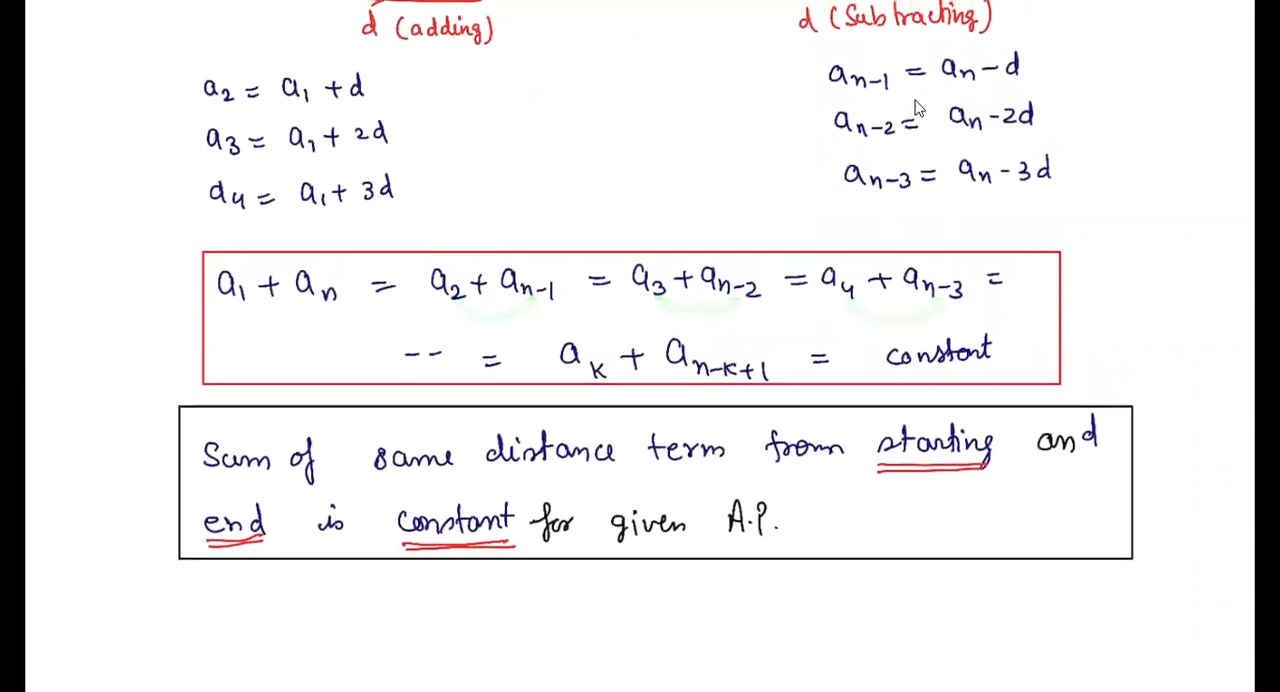 d (adding)
d (Subtracting)
a₂ = a₁ + d
a₃ = a₁ + 2d
a₄ = a₁ + 3d
aₙ₋₁ = aₙ - d
aₙ₋₂ = aₙ - 2d
aₙ₋₃ = aₙ - 3d
a₁ + aₙ = a₂ + aₙ₋₁ = a₃ + aₙ₋₂ = a₄ + aₙ₋₃ =
-- = aₖ + aₙ₋ₖ₊₁ = constant
Sum of same distance term from starting and
end is constant for given A.P.